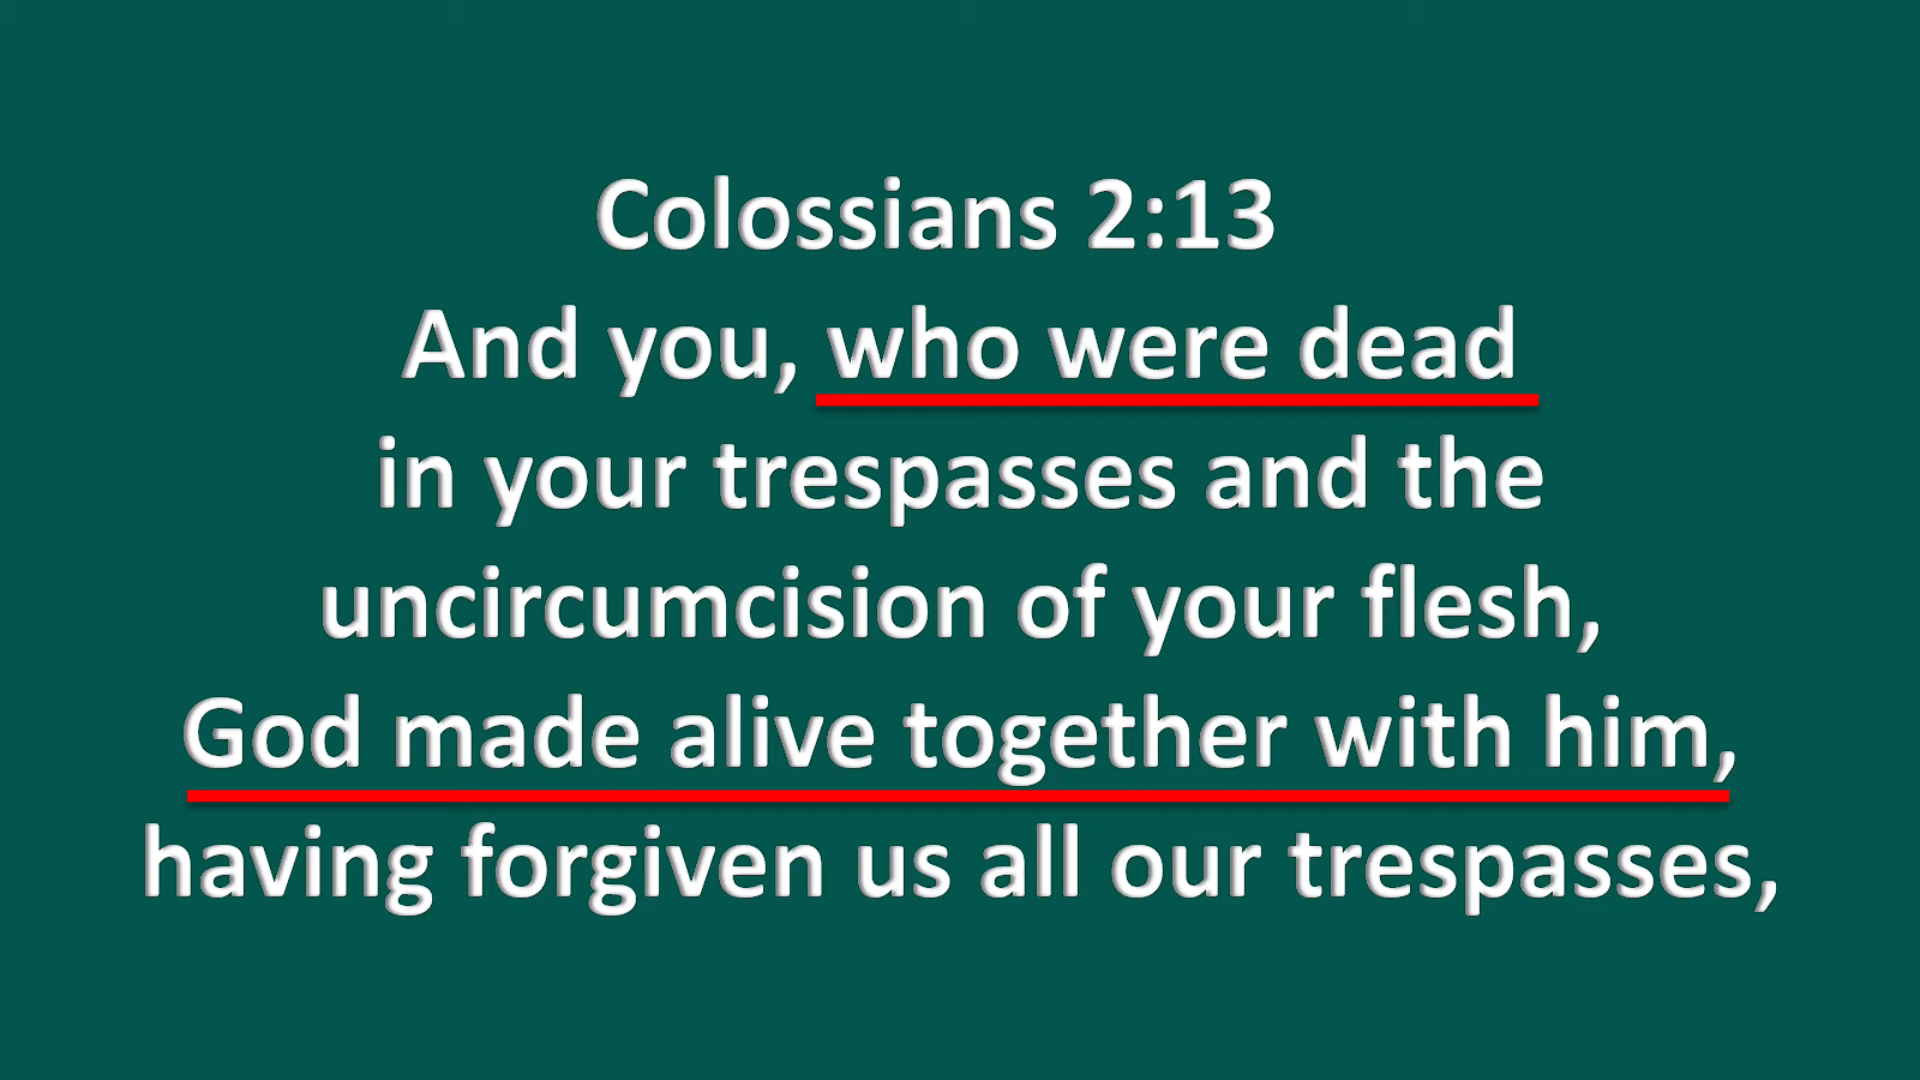 Colossians 2:13
And you, who were dead
in your trespasses and the
uncircumcision of your flesh,
God made alive together with him,
having forgiven us all our trespasses,